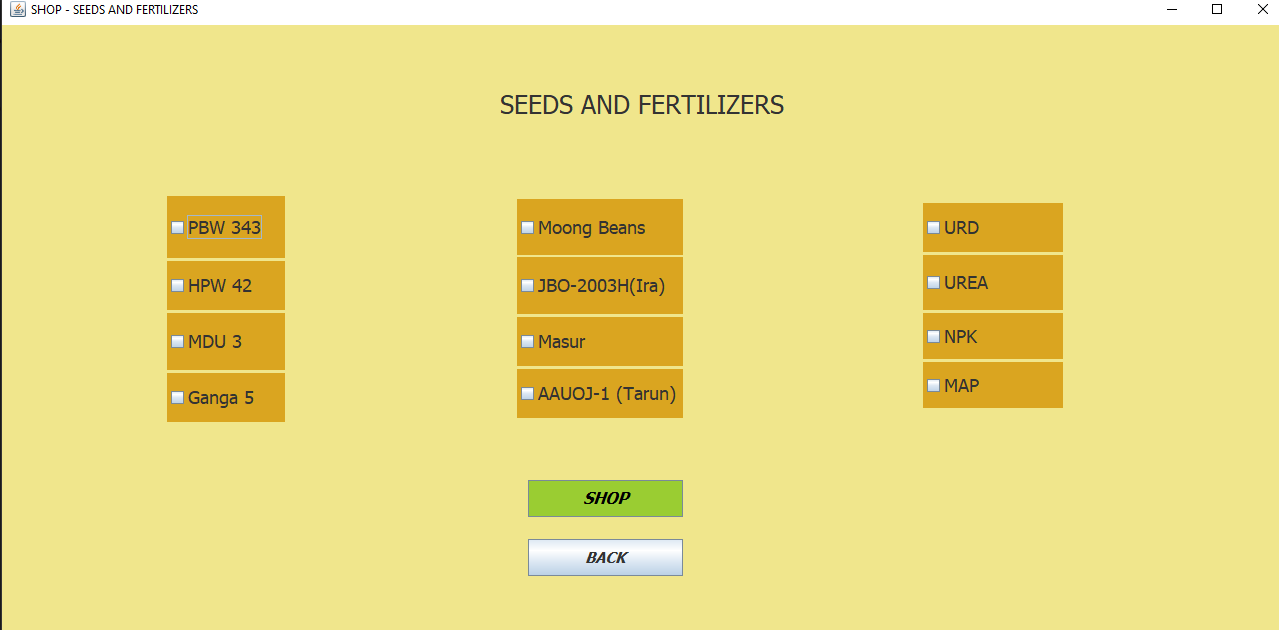 SHOP - SEEDS AND FERTILIZERS
SEEDS AND FERTILIZERS
PBW 343
HPW 42
MDU 3
Ganga 5
Moong Beans
JBO-2003H(Ira)
Masur
AAUOJ-1 (Tarun)
URD
UREA
NPK
MAP
SHOP
BACK